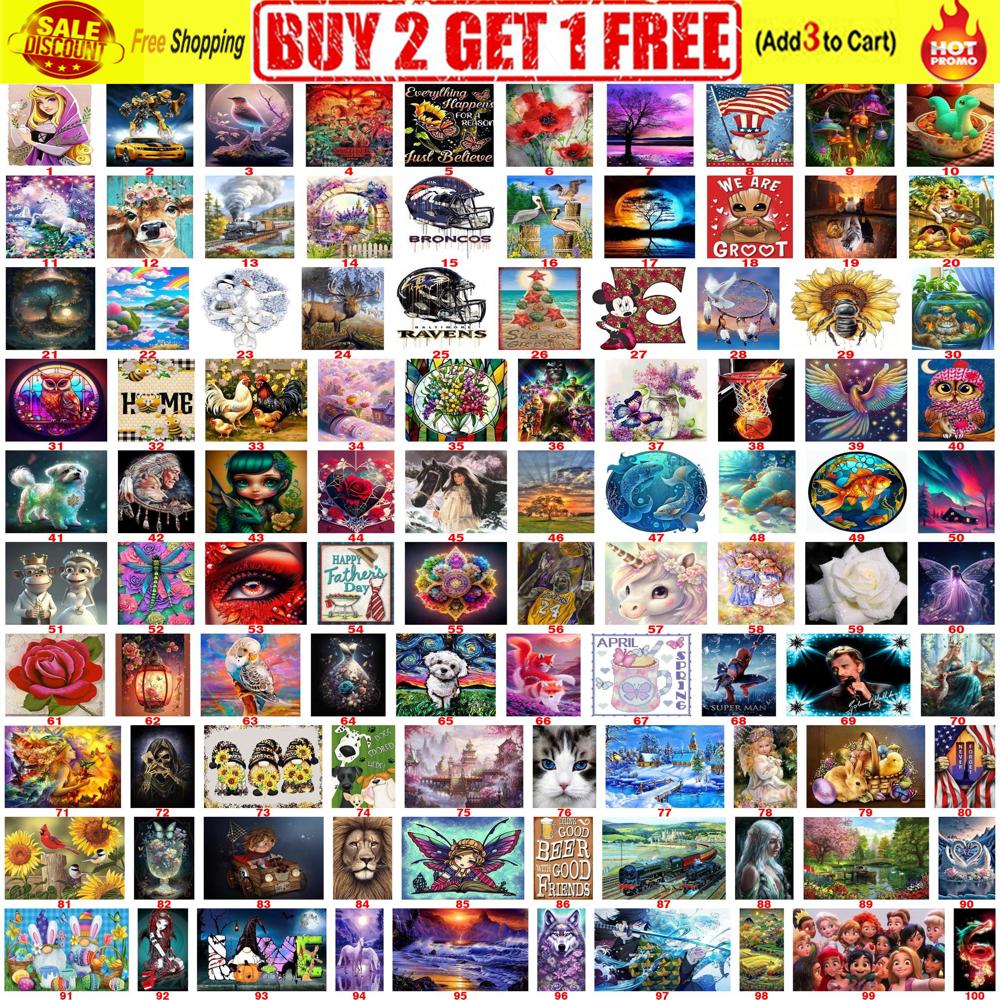 SALE
DISCOUNT
Free Shopping
BUY 2 GET 1 FREE
(Add 3 to Cart)
HOT
PROMO
Everything
Happens
FOR A
REASON
Just Believe
1 2 3 4 5 6 7 8 9 10
WE ARE
GROOT
BRONCOS
11 12 13 14 15 16 17 18 19 20
BALTIMORE
RAVENS
21 22 23 24 25 26 27 28 29 30
HOME
31 32 33 34 35 36 37 38 39 40
41 42 43 44 45 46 47 48 49 50
HAPPY
Father's
Day
24
51 52 53 54 55 56 57 58 59 60
APRIL
SPRING
SUPER MAN
61 62 63 64 65 66 67 68 69 70
NEVER
FORGET
71 72 73 74 75 76 77 78 79 80
GOOD
BEER
WITH
GOOD
FRIENDS
81 82 83 84 85 86 87 88 89 90
91 92 93 94 95 96 97 98 99 100